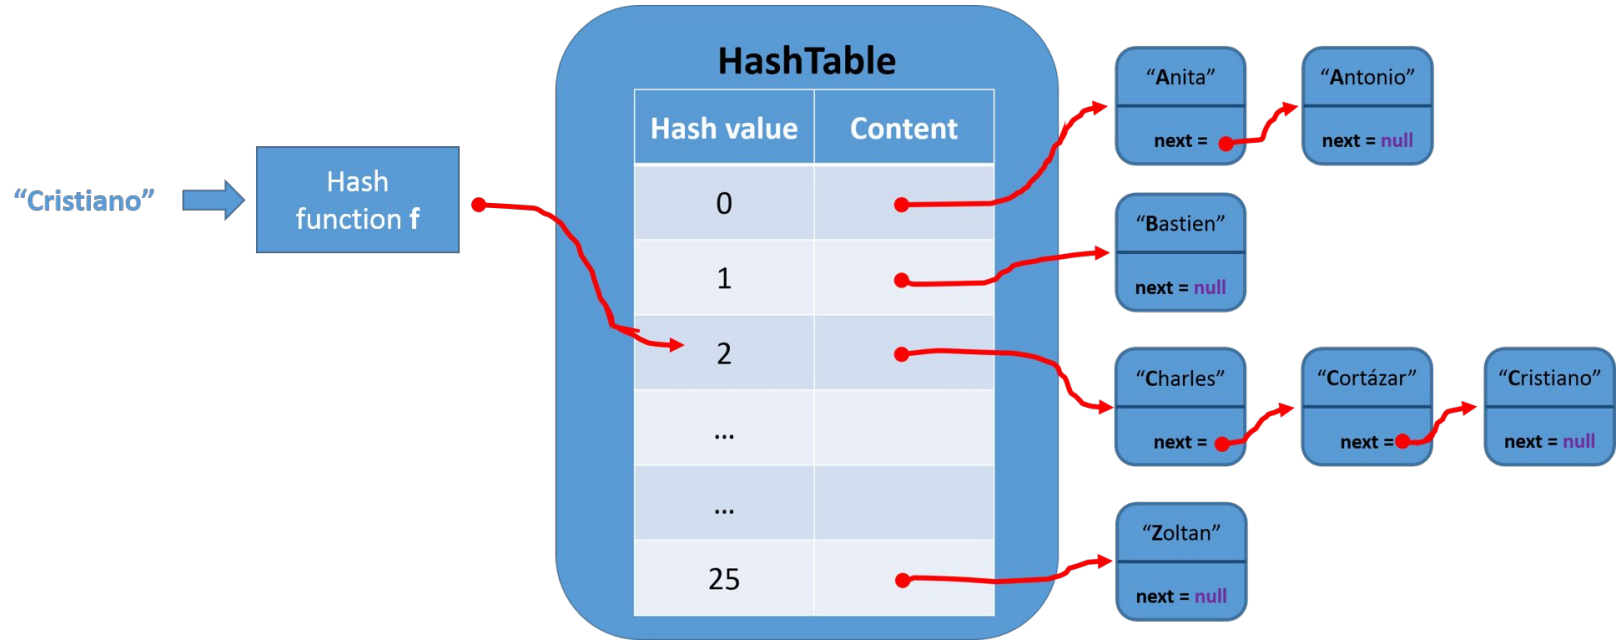 HashTable
Hash value Content
"Cristiano"
Hash
function f
0
1
2
...
...
25
“Anita”
next =
“Antonio”
next = null
“Bastien”
next = null
“Charles”
next =
“Cortázar”
next =
“Cristiano”
next = null
“Zoltan”
next = null